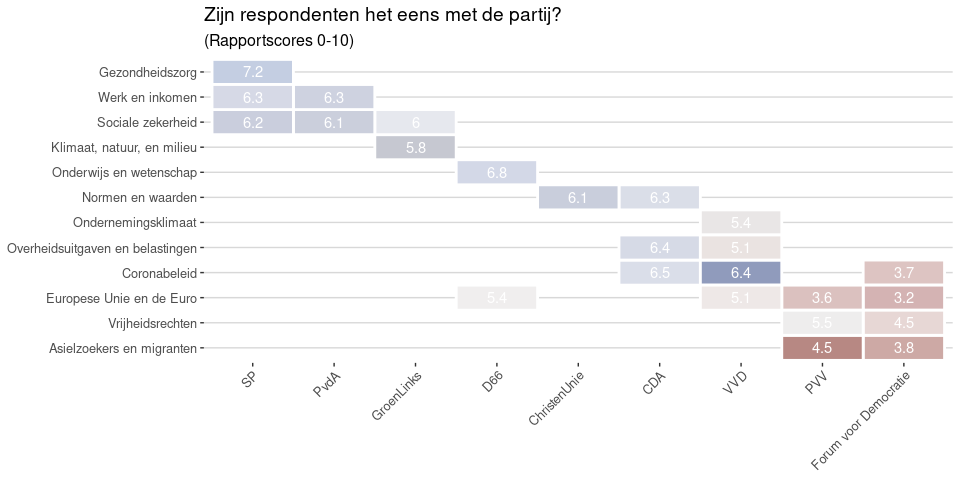 Zijn respondenten het eens met de partij?
(Rapportscores 0-10)
Gezondheidszorg 7.2
Werk en inkomen 6.3 6.3
Sociale zekerheid 6.2 6.1 6
Klimaat, natuur, en milieu 5.8
Onderwijs en wetenschap 6.8
Normen en waarden 6.1 6.3
Ondernemingsklimaat 5.4
Overheidsuitgaven en belastingen 6.4 5.1
Coronabeleid 6.5 6.4 3.7
Europese Unie en de Euro 5.4 5.1 3.6 3.2
Vrijheidsrechten 5.5 4.5
Asielzoekers en migranten 4.5 3.8
SP
PvdA
GroenLinks
D66
ChristenUnie
CDA
VVD
PVV
Forum voor Democratie